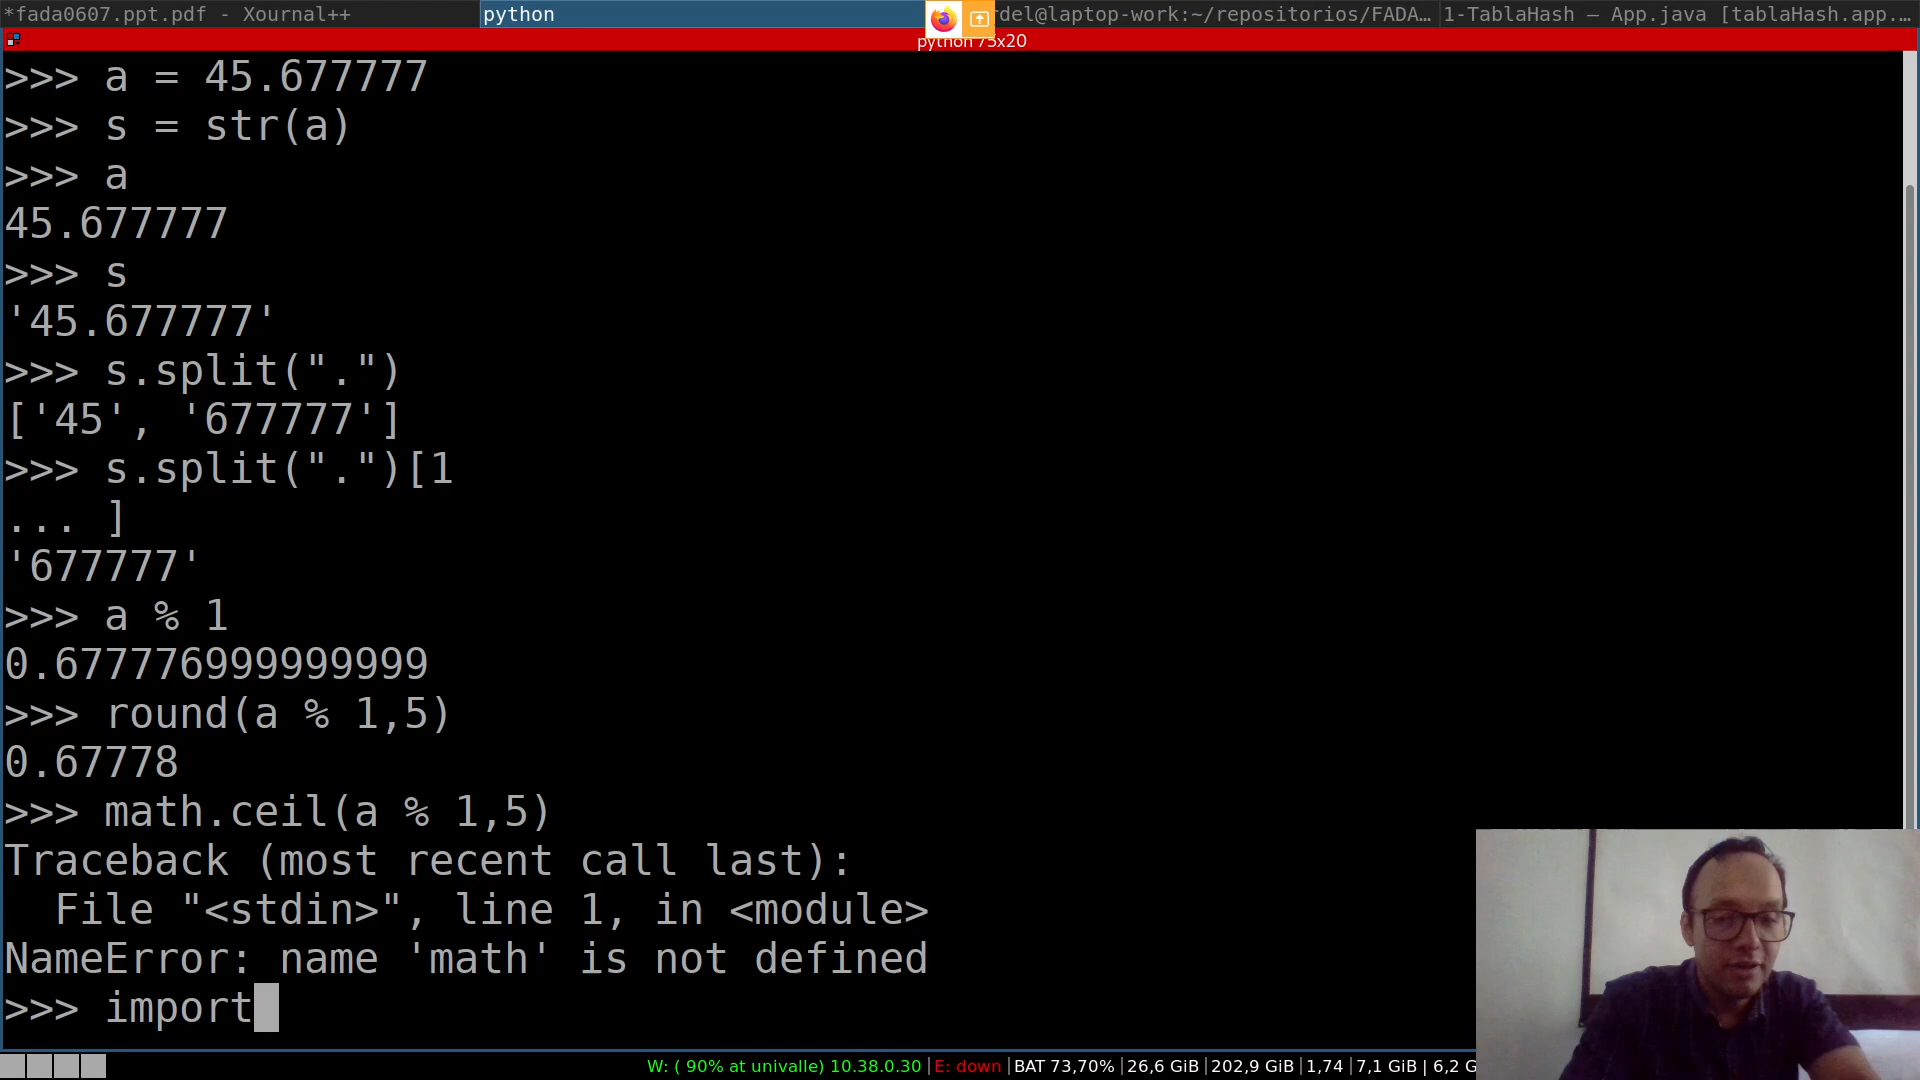 *fada0607.ppt.pdf - Xournal++
python
rdel@laptop-work:~/repositorios/FADA…
1-TablaHash – App.java [tablaHash.app.…
python 75x20
>>> a = 45.677777
>>> s = str(a)
>>> a
45.677777
>>> s
'45.677777'
>>> s.split(".")
['45', '677777']
>>> s.split(".")[1
... ]
'677777'
>>> a % 1
0.677776999999999
>>> round(a % 1,5)
0.67778
>>> math.ceil(a % 1,5)
Traceback (most recent call last):
  File "<stdin>", line 1, in <module>
NameError: name 'math' is not defined
>>> import
W: ( 90% at univalle) 10.38.0.30 |E: down |BAT 73,70% |26,6 GiB |202,9 GiB |1,74 |7,1 GiB | 6,2 G